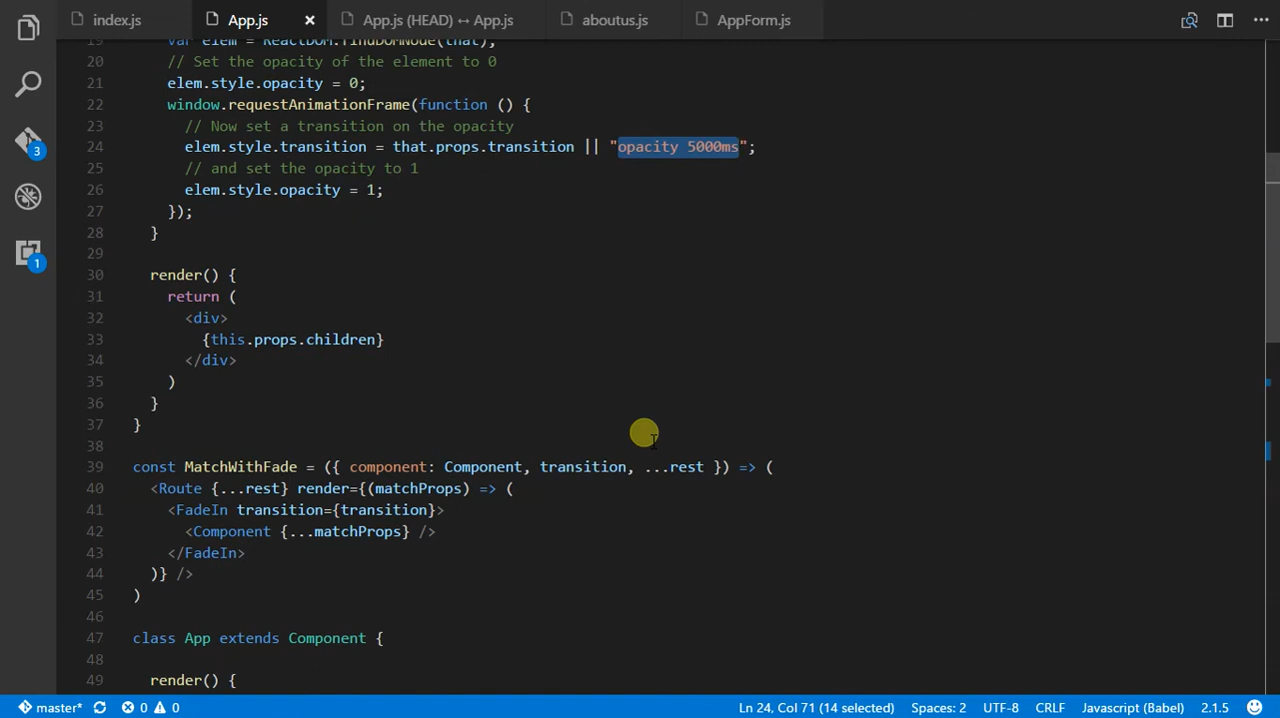 index.js App.js App.js (HEAD) ↔ App.js aboutus.js AppForm.js
19 var elem = ReactDOM.findDOMNode(that);
20 // Set the opacity of the element to 0
21 elem.style.opacity = 0;
22 window.requestAnimationFrame(function () {
23 // Now set a transition on the opacity
24 elem.style.transition = that.props.transition || "opacity 5000ms";
25 // and set the opacity to 1
26 elem.style.opacity = 1;
27 });
28 }
29
30 render() {
31 return (
32 <div>
33 {this.props.children}
34 </div>
35 )
36 }
37 }
38
39 const MatchWithFade = ({ component: Component, transition, ...rest }) => (
40 <Route {...rest} render={(matchProps) => (
41 <FadeIn transition={transition}>
42 <Component {...matchProps} />
43 </FadeIn>
44 )} />
45 )
46
47 class App extends Component {
48
49 render() {
3
1
master* 0 0 Ln 24, Col 71 (14 selected) Spaces: 2 UTF-8 CRLF Javascript (Babel) 2.1.5